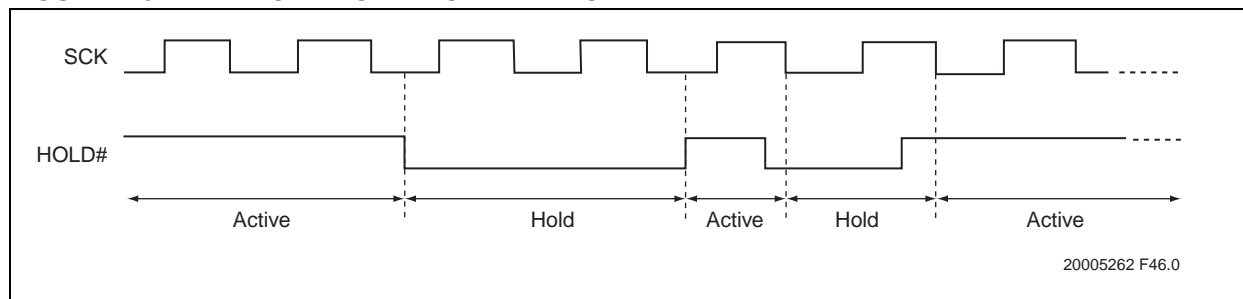 SCK
HOLD#
Active
Hold
Active
Hold
Active
20005262 F46.0